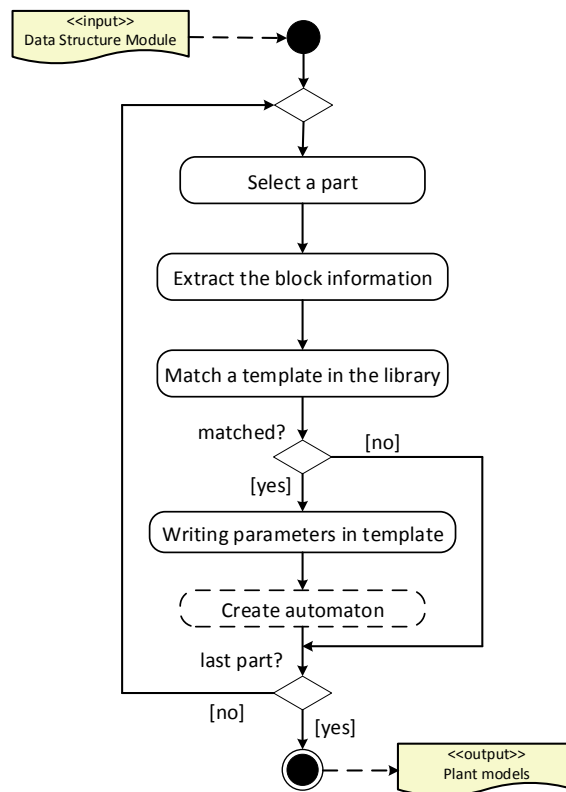 <<input>>
Data Structure Module
Select a part
Extract the block information
Match a template in the library
matched?
[no]
[yes]
Writing parameters in template
Create automaton
last part?
[no]
[yes]
<<output>>
Plant models